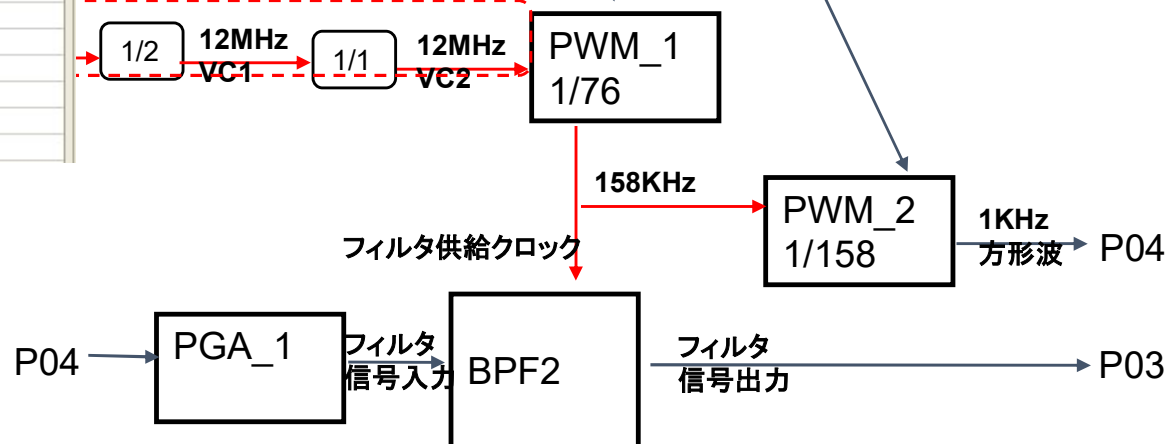 1/2
12MHz
VC1
1/1
12MHz
VC2
PWM_1
1/76
158KHz
PWM_2
1/158
1KHz
方形波
P04
フィルタ供給クロック
P04
PGA_1
フィルタ
信号入力
BPF2
フィルタ
信号出力
P03